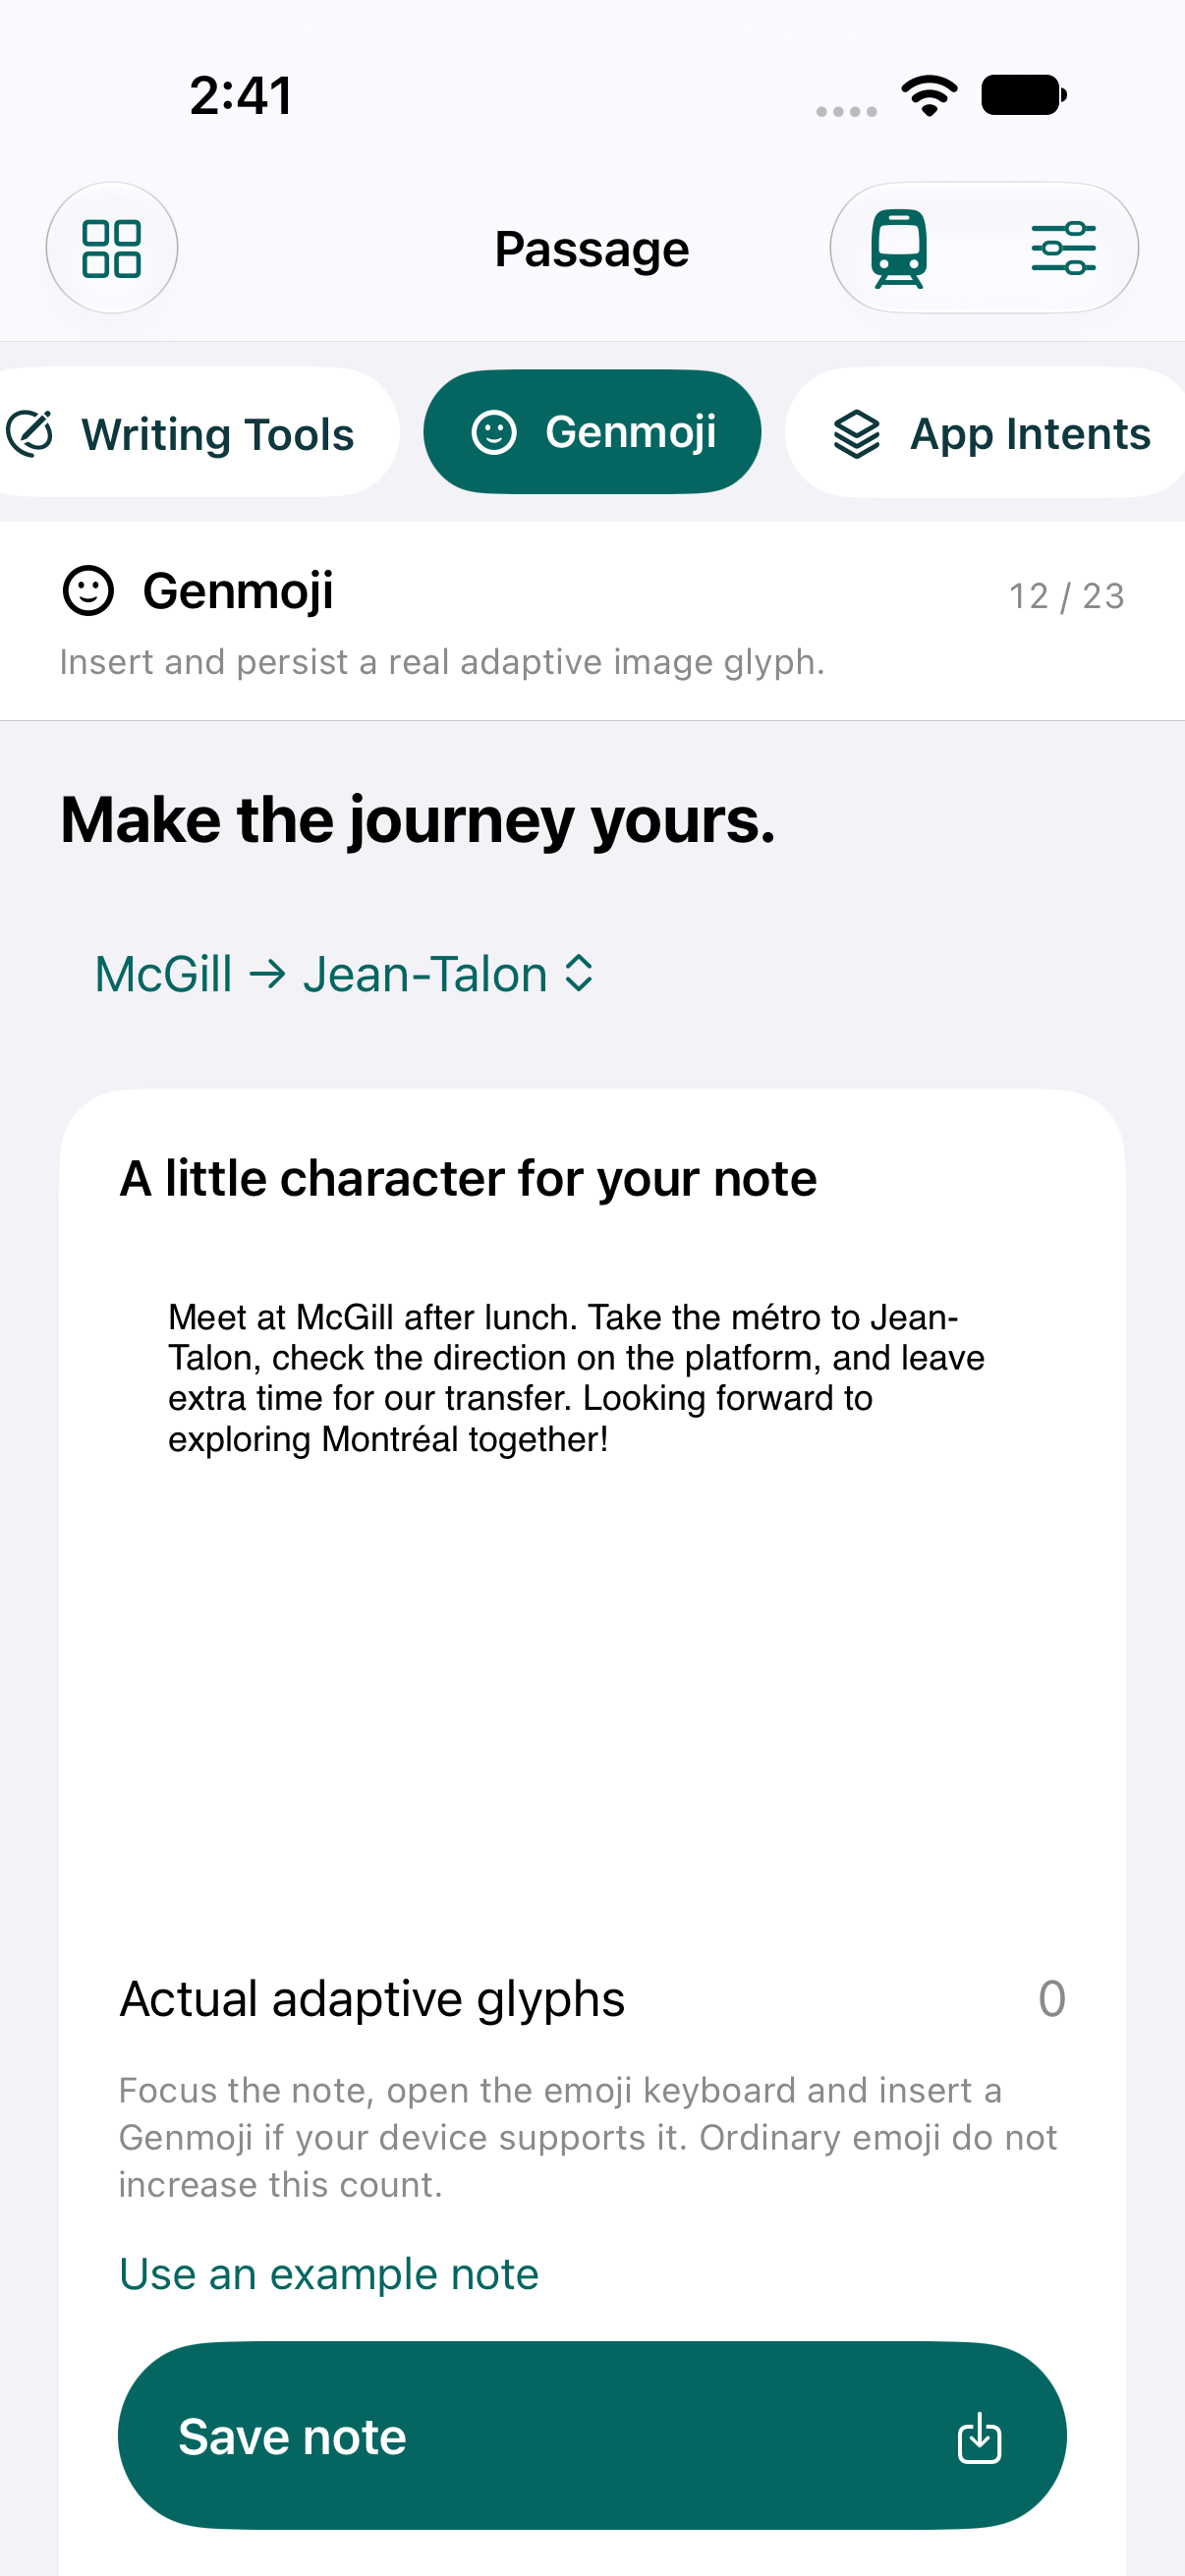 2:41
Passage
Writing Tools
Genmoji
App Intents
Genmoji
12 / 23
Insert and persist a real adaptive image glyph.
Make the journey yours.
McGill → Jean-Talon
A little character for your note
Meet at McGill after lunch. Take the métro to Jean-
Talon, check the direction on the platform, and leave
extra time for our transfer. Looking forward to
exploring Montréal together!
Actual adaptive glyphs
0
Focus the note, open the emoji keyboard and insert a
Genmoji if your device supports it. Ordinary emoji do not
increase this count.
Use an example note
Save note